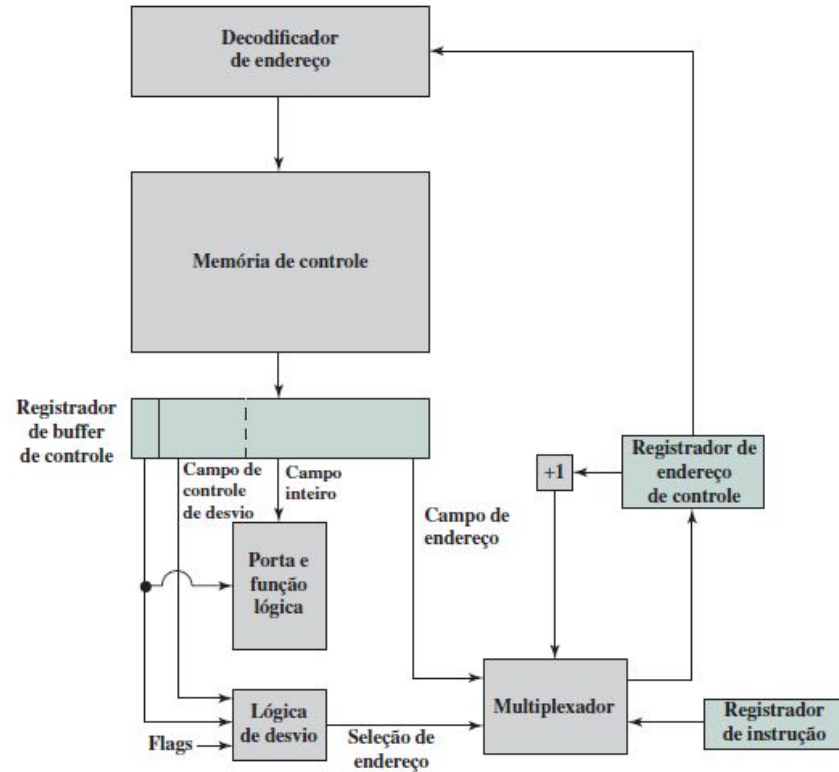 Decodificador
de endereço
Memória de controle
Registrador
de buffer
de controle
Campo de
controle
de desvio
Campo
inteiro
Campo de
endereço
+1
Registrador de
endereço
de controle
Porta e
função
lógica
Lógica
de desvio
Flags
Seleção de
endereço
Multiplexador
Registrador
de instrução